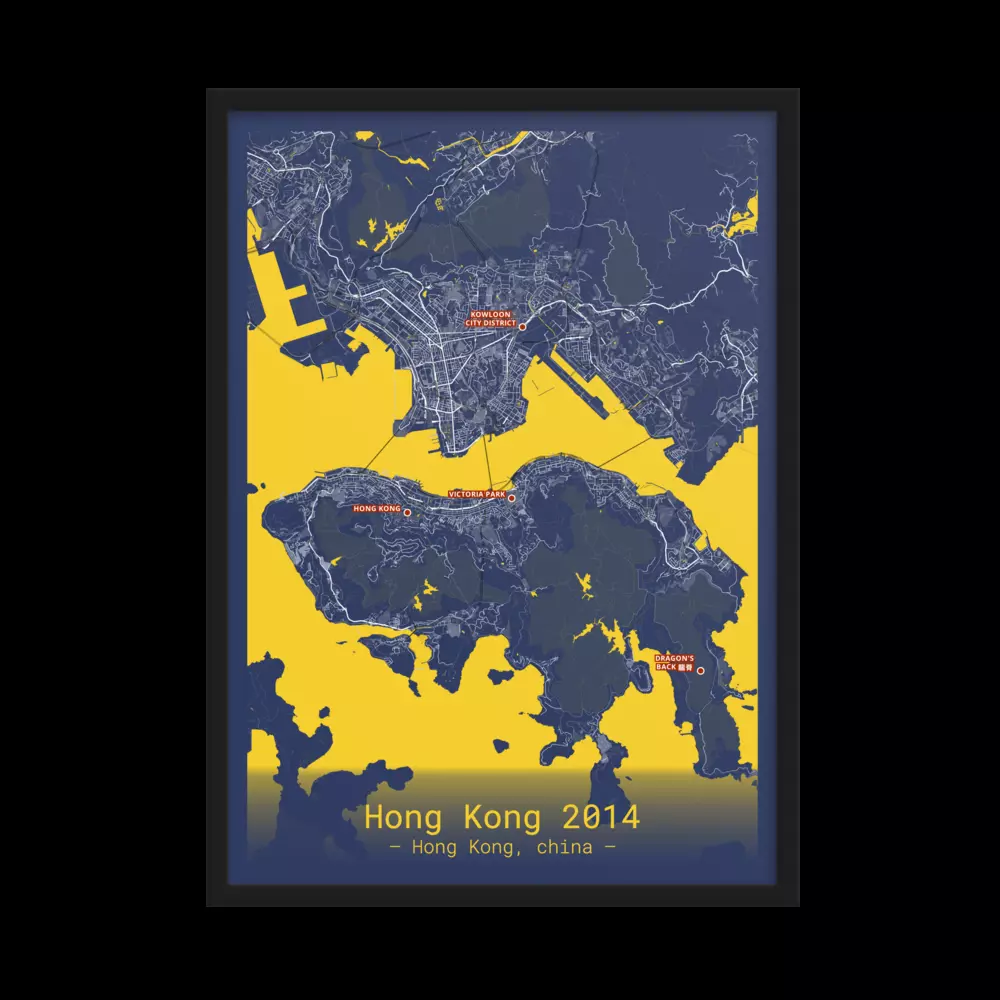 KOWLOON
CITY DISTRICT
VICTORIA PARK
HONG KONG
DRAGON'S
BACK 龍脊
Hong Kong 2014
— Hong Kong, china —